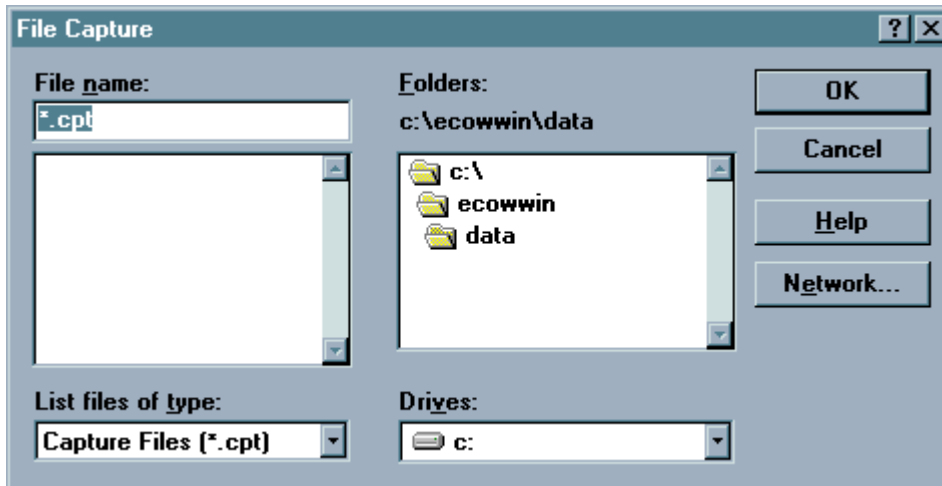 File Capture
File name:
*.cpt
Folders:
c:\ecowwin\data
c:\
ecowwin
data
OK
Cancel
Help
Network...
List files of type:
Capture Files (*.cpt)
Drives:
c: